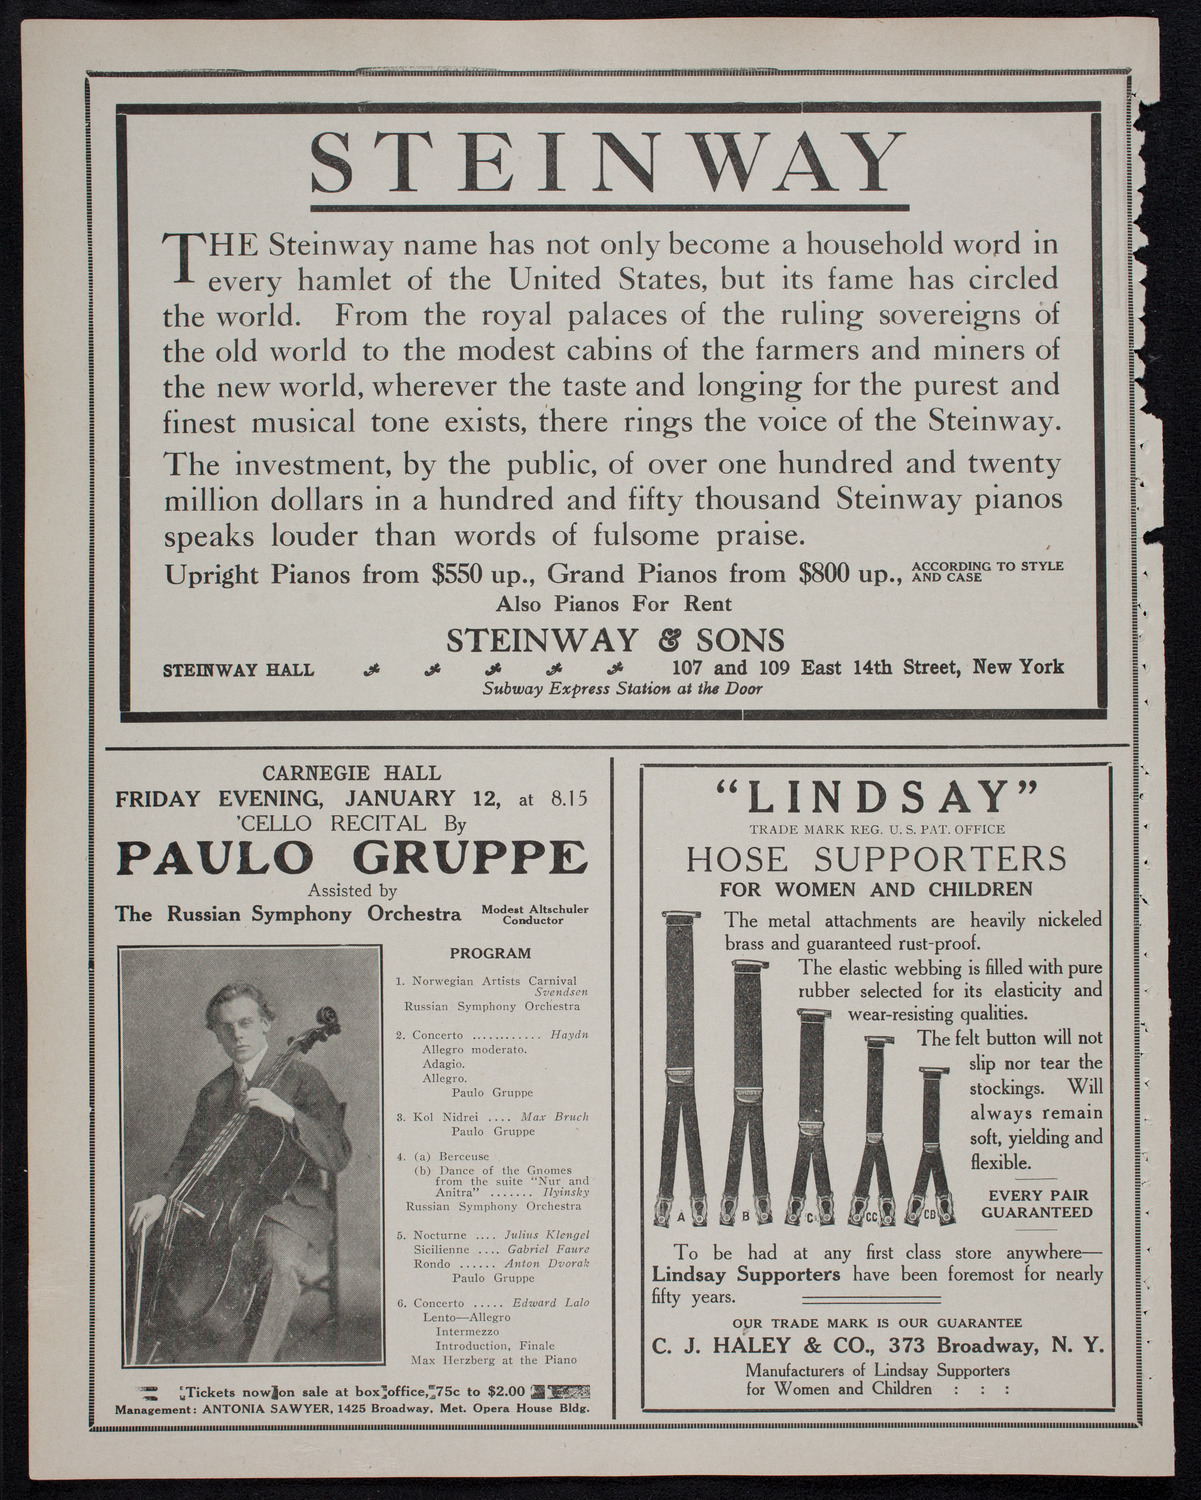 STEINWAY
THE Steinway name has not only become a household word in
every hamlet of the United States, but its fame has circled
the world. From the royal palaces of the ruling sovereigns of
the old world to the modest cabins of the farmers and miners of
the new world, wherever the taste and longing for the purest and
finest musical tone exists, there rings the voice of the Steinway.
The investment, by the public, of over one hundred and twenty
million dollars in a hundred and fifty thousand Steinway pianos
speaks louder than words of fulsome praise.
Upright Pianos from $550 up., Grand Pianos from $800 up., ACCORDING TO STYLE AND CASE
Also Pianos For Rent
STEINWAY & SONS
STEINWAY HALL 107 and 109 East 14th Street, New York
Subway Express Station at the Door
CARNEGIE HALL
FRIDAY EVENING, JANUARY 12, at 8.15
'CELLO RECITAL By
PAULO GRUPPE
Assisted by
The Russian Symphony Orchestra Modest Altschuler Conductor
PROGRAM
1. Norwegian Artists Carnival
Svendsen
Russian Symphony Orchestra
2. Concerto ............ Haydn
Allegro moderato.
Adagio.
Allegro.
Paulo Gruppe
3. Kol Nidrei .... Max Bruch
Paulo Gruppe
4. (a) Berceuse
(b) Dance of the Gnomes
from the suite "Nur and
Anitra" ....... Ilyinsky
Russian Symphony Orchestra
5. Nocturne .... Julius Klengel
Sicilienne .... Gabriel Faure
Rondo ...... Anton Dvorak
Paulo Gruppe
6. Concerto ..... Edward Lalo
Lento—Allegro
Intermezzo
Introduction, Finale
Max Herzberg at the Piano
Tickets now on sale at box office, 75c to $2.00
Management: ANTONIA SAWYER, 1425 Broadway, Met. Opera House Bldg.
"LINDSAY"
TRADE MARK REG. U. S. PAT. OFFICE
HOSE SUPPORTERS
FOR WOMEN AND CHILDREN
The metal attachments are heavily nickeled
brass and guaranteed rust-proof.
The elastic webbing is filled with pure
rubber selected for its elasticity and
wear-resisting qualities.
The felt button will not
slip nor tear the
stockings. Will
always remain
soft, yielding and
flexible.
EVERY PAIR
GUARANTEED
A B C CC CB
To be had at any first class store anywhere—
Lindsay Supporters have been foremost for nearly
fifty years.
OUR TRADE MARK IS OUR GUARANTEE
C. J. HALEY & CO., 373 Broadway, N. Y.
Manufacturers of Lindsay Supporters
for Women and Children : : :